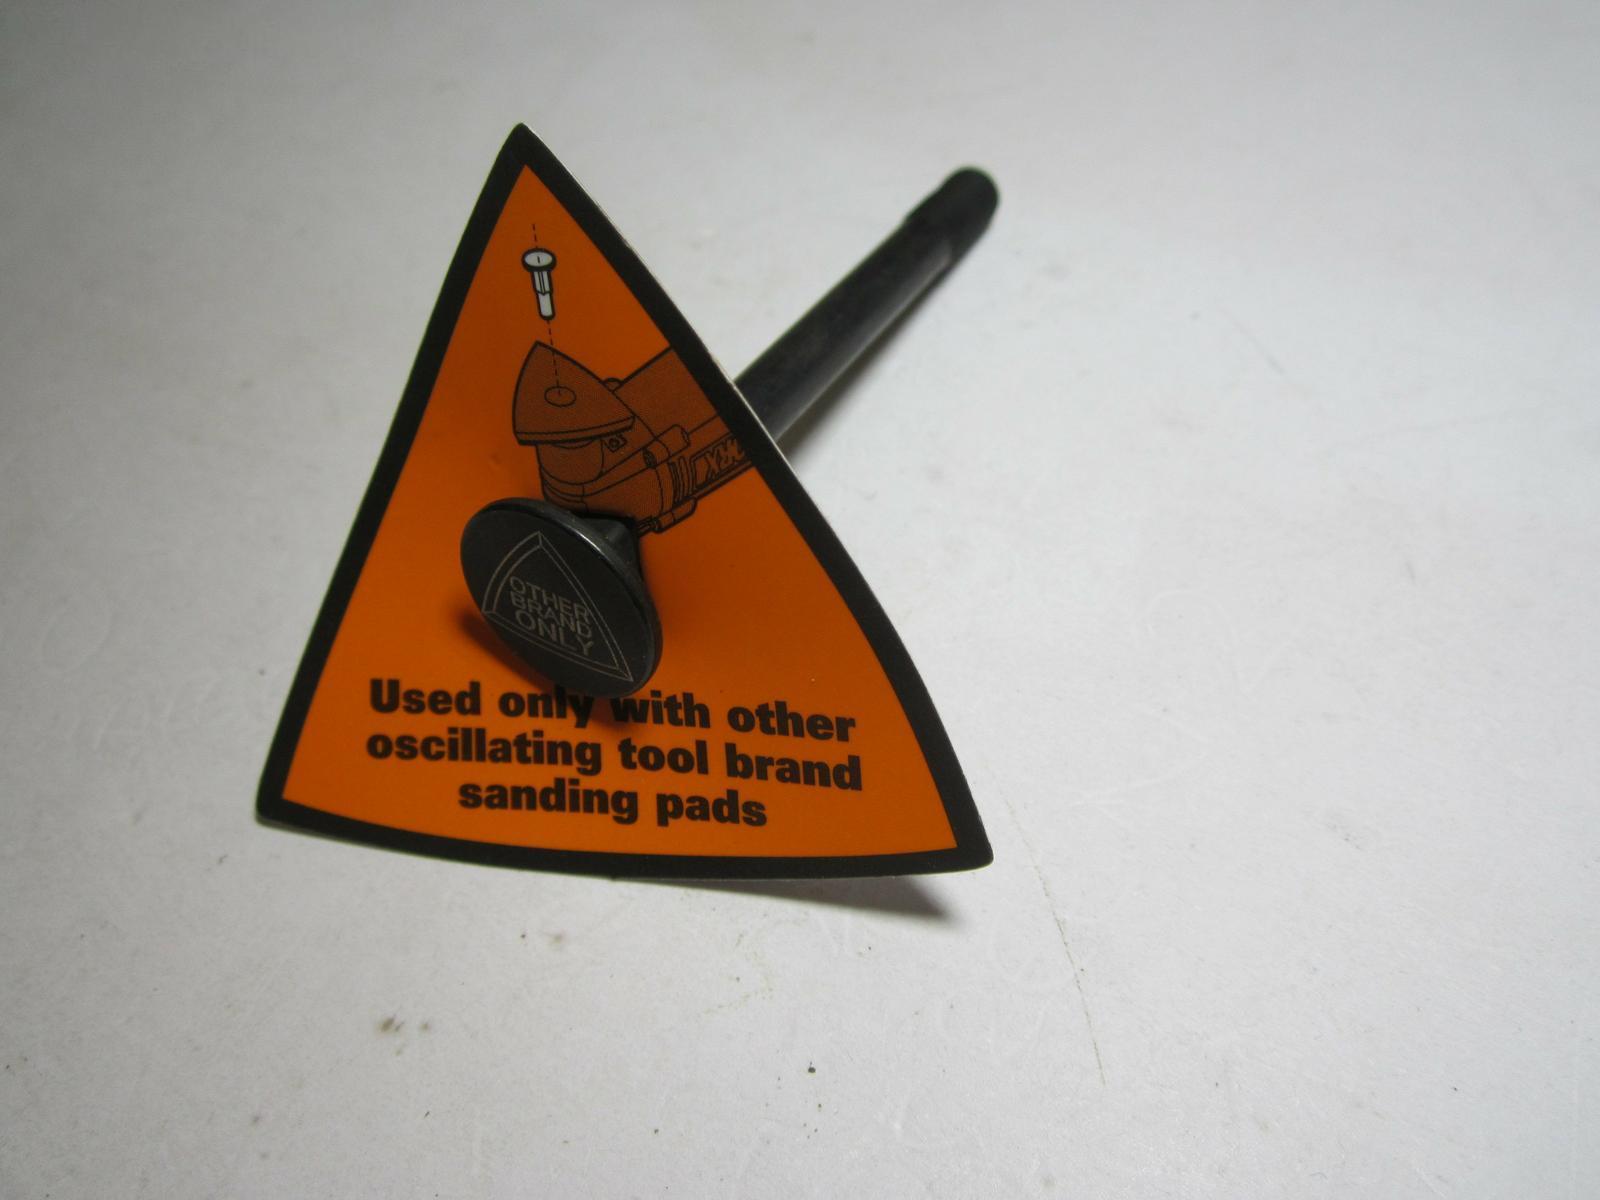 OTHER
BRAND
ONLY
Used only with other
oscillating tool brand
sanding pads